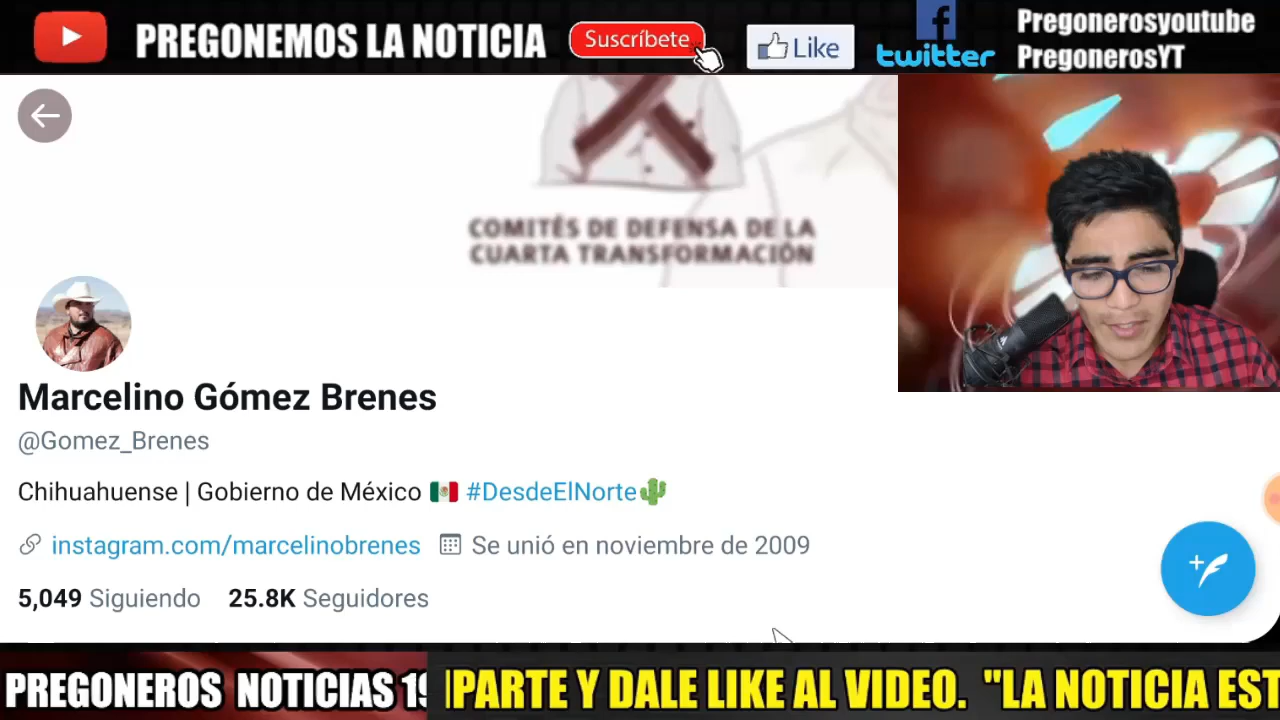 PREGONEMOS LA NOTICIA
Suscríbete
Like
twitter
Pregonerosyoutube
PregonerosYT
COMITÉS DE DEFENSA DE LA
CUARTA TRANSFORMACIÓN
Marcelino Gómez Brenes
@Gomez_Brenes
Chihuahuense | Gobierno de México #DesdeElNorte
instagram.com/marcelinobrenes Se unió en noviembre de 2009
5,049 Siguiendo 25.8K Seguidores
PREGONEROS NOTICIAS 19
PARTE Y DALE LIKE AL VIDEO. "LA NOTICIA EST